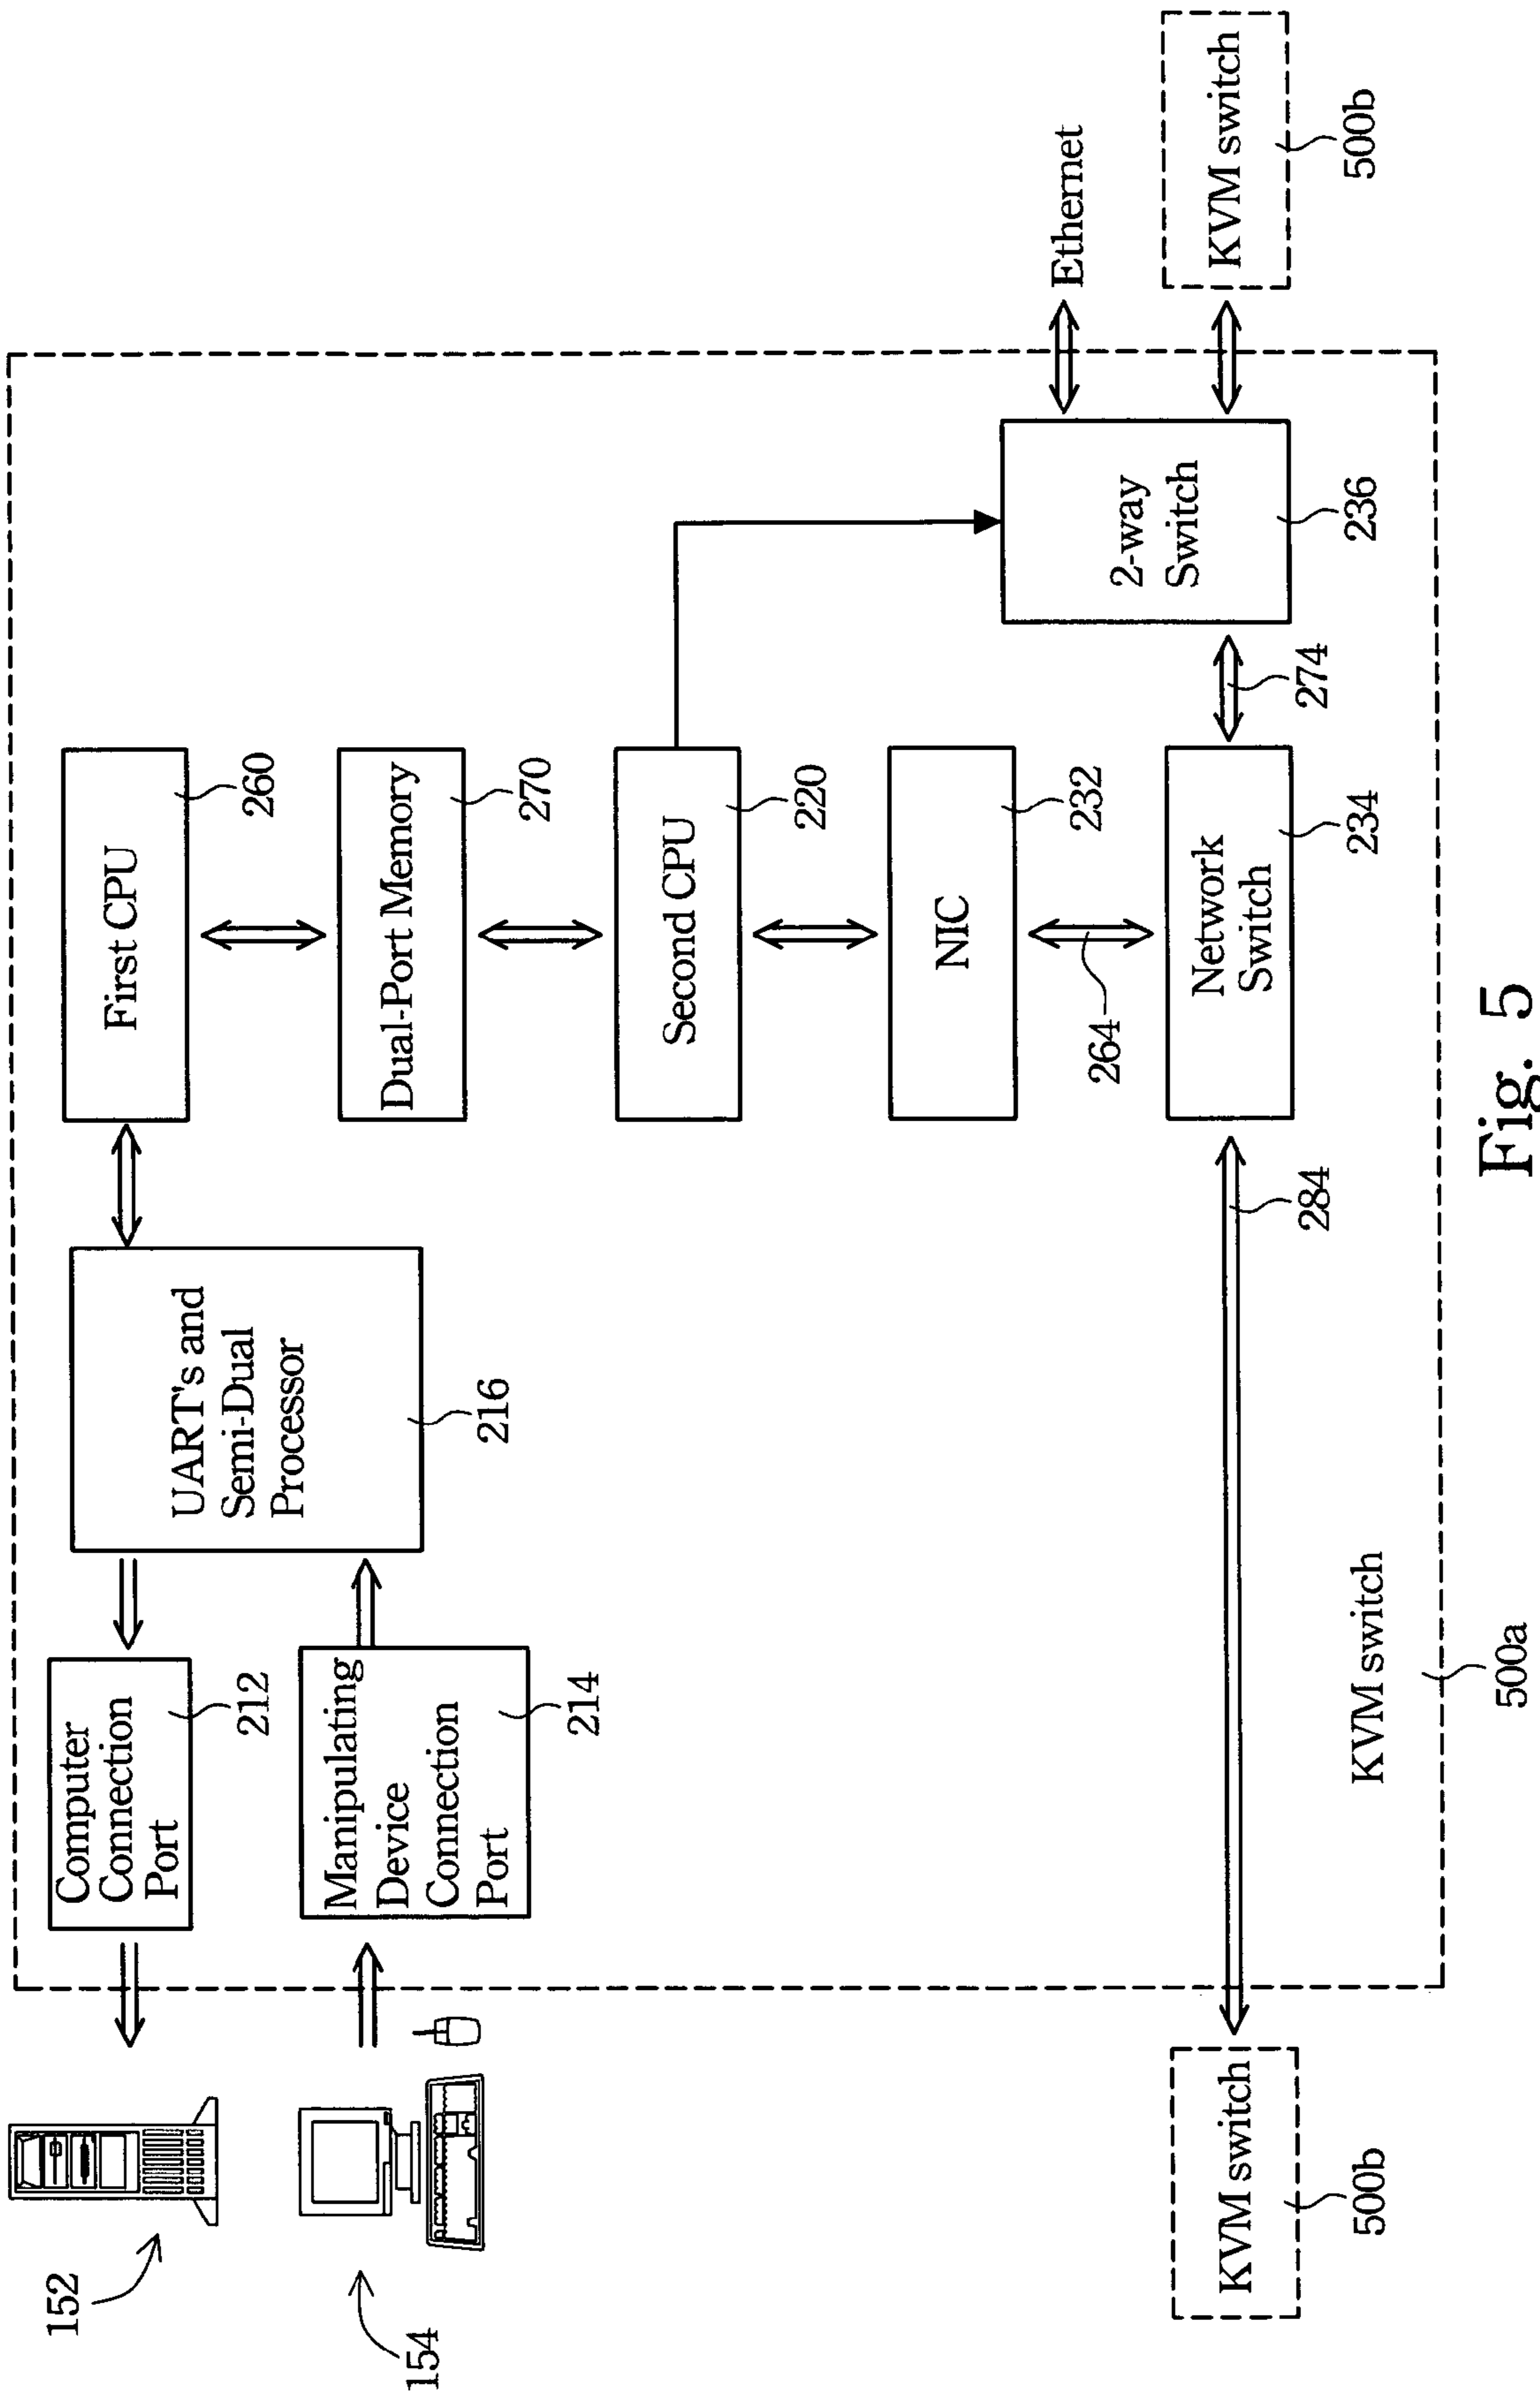 152
154
Computer
Connection
Port
212
Manipulating
Device
Connection
Port
214
UART's and
Semi-Dual
Processor
216
First CPU
260
Dual-Port Memory
270
Second CPU
220
NIC
232
264
Network
Switch
234
274
284
2-way
Switch
236
Ethernet
KVM switch
500b
KVM switch
500b
KVM switch
500a
Fig. 5